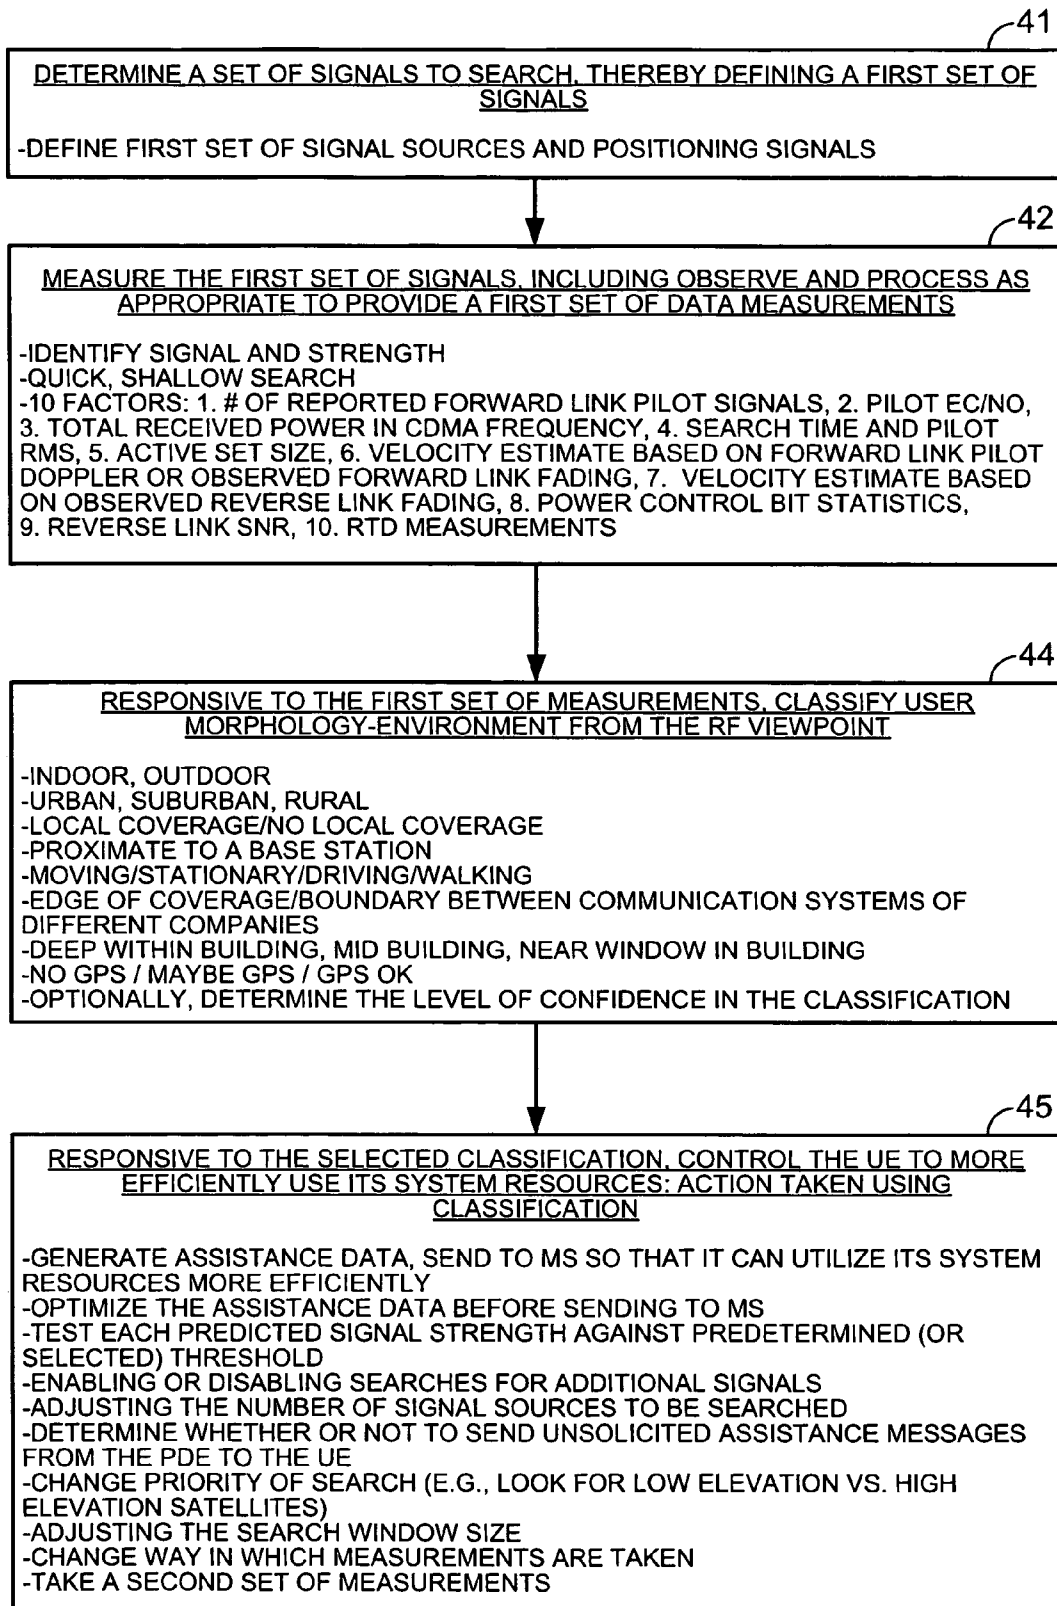 41
DETERMINE A SET OF SIGNALS TO SEARCH, THEREBY DEFINING A FIRST SET OF
SIGNALS
-DEFINE FIRST SET OF SIGNAL SOURCES AND POSITIONING SIGNALS
42
MEASURE THE FIRST SET OF SIGNALS, INCLUDING OBSERVE AND PROCESS AS
APPROPRIATE TO PROVIDE A FIRST SET OF DATA MEASUREMENTS
-IDENTIFY SIGNAL AND STRENGTH
-QUICK, SHALLOW SEARCH
-10 FACTORS: 1. # OF REPORTED FORWARD LINK PILOT SIGNALS, 2. PILOT EC/NO,
3. TOTAL RECEIVED POWER IN CDMA FREQUENCY, 4. SEARCH TIME AND PILOT
RMS, 5. ACTIVE SET SIZE, 6. VELOCITY ESTIMATE BASED ON FORWARD LINK PILOT
DOPPLER OR OBSERVED FORWARD LINK FADING, 7. VELOCITY ESTIMATE BASED
ON OBSERVED REVERSE LINK FADING, 8. POWER CONTROL BIT STATISTICS,
9. REVERSE LINK SNR, 10. RTD MEASUREMENTS
44
RESPONSIVE TO THE FIRST SET OF MEASUREMENTS, CLASSIFY USER
MORPHOLOGY-ENVIRONMENT FROM THE RF VIEWPOINT
-INDOOR, OUTDOOR
-URBAN, SUBURBAN, RURAL
-LOCAL COVERAGE/NO LOCAL COVERAGE
-PROXIMATE TO A BASE STATION
-MOVING/STATIONARY/DRIVING/WALKING
-EDGE OF COVERAGE/BOUNDARY BETWEEN COMMUNICATION SYSTEMS OF
DIFFERENT COMPANIES
-DEEP WITHIN BUILDING, MID BUILDING, NEAR WINDOW IN BUILDING
-NO GPS / MAYBE GPS / GPS OK
-OPTIONALLY, DETERMINE THE LEVEL OF CONFIDENCE IN THE CLASSIFICATION
45
RESPONSIVE TO THE SELECTED CLASSIFICATION, CONTROL THE UE TO MORE
EFFICIENTLY USE ITS SYSTEM RESOURCES: ACTION TAKEN USING
CLASSIFICATION
-GENERATE ASSISTANCE DATA, SEND TO MS SO THAT IT CAN UTILIZE ITS SYSTEM
RESOURCES MORE EFFICIENTLY
-OPTIMIZE THE ASSISTANCE DATA BEFORE SENDING TO MS
-TEST EACH PREDICTED SIGNAL STRENGTH AGAINST PREDETERMINED (OR
SELECTED) THRESHOLD
-ENABLING OR DISABLING SEARCHES FOR ADDITIONAL SIGNALS
-ADJUSTING THE NUMBER OF SIGNAL SOURCES TO BE SEARCHED
-DETERMINE WHETHER OR NOT TO SEND UNSOLICITED ASSISTANCE MESSAGES
FROM THE PDE TO THE UE
-CHANGE PRIORITY OF SEARCH (E.G., LOOK FOR LOW ELEVATION VS. HIGH
ELEVATION SATELLITES)
-ADJUSTING THE SEARCH WINDOW SIZE
-CHANGE WAY IN WHICH MEASUREMENTS ARE TAKEN
-TAKE A SECOND SET OF MEASUREMENTS